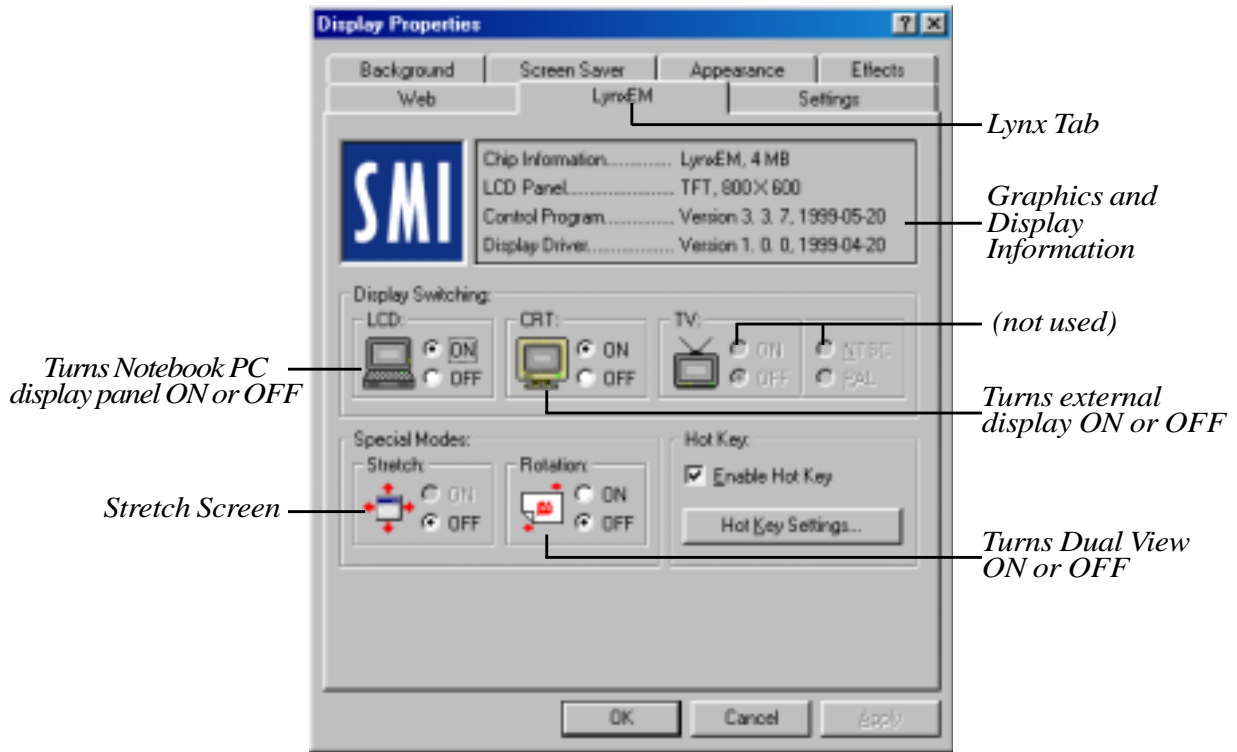 Display Properties
Background Screen Saver Appearance Effects
Web LynxEM Settings
Lynx Tab
SMI
Chip Information............ LynxEM, 4 MB
LCD Panel.................... TFT, 800×600
Control Program............ Version 3. 3. 7, 1999-05-20
Display Driver............... Version 1. 0. 0, 1999-04-20
Graphics and
Display
Information
Display Switching:
LCD: CRT: TV:
ON ON ON NTSC
OFF OFF OFF PAL
(not used)
Turns Notebook PC
display panel ON or OFF
Turns external
display ON or OFF
Special Modes: Hot Key:
Stretch: Rotation:
ON ON Enable Hot Key
OFF OFF Hot Key Settings...
Stretch Screen
Turns Dual View
ON or OFF
OK Cancel Apply